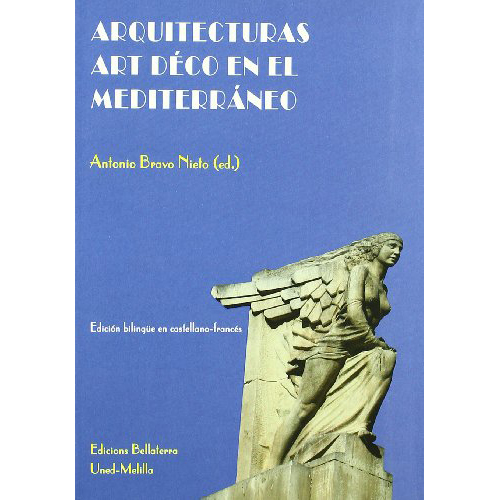 ARQUITECTURAS
ART DÉCO EN EL
MEDITERRÁNEO
Antonio Bravo Nieto (ed.)
Edición bilingüe en castellano-francés
Edicions Bellaterra
Uned-Melilla